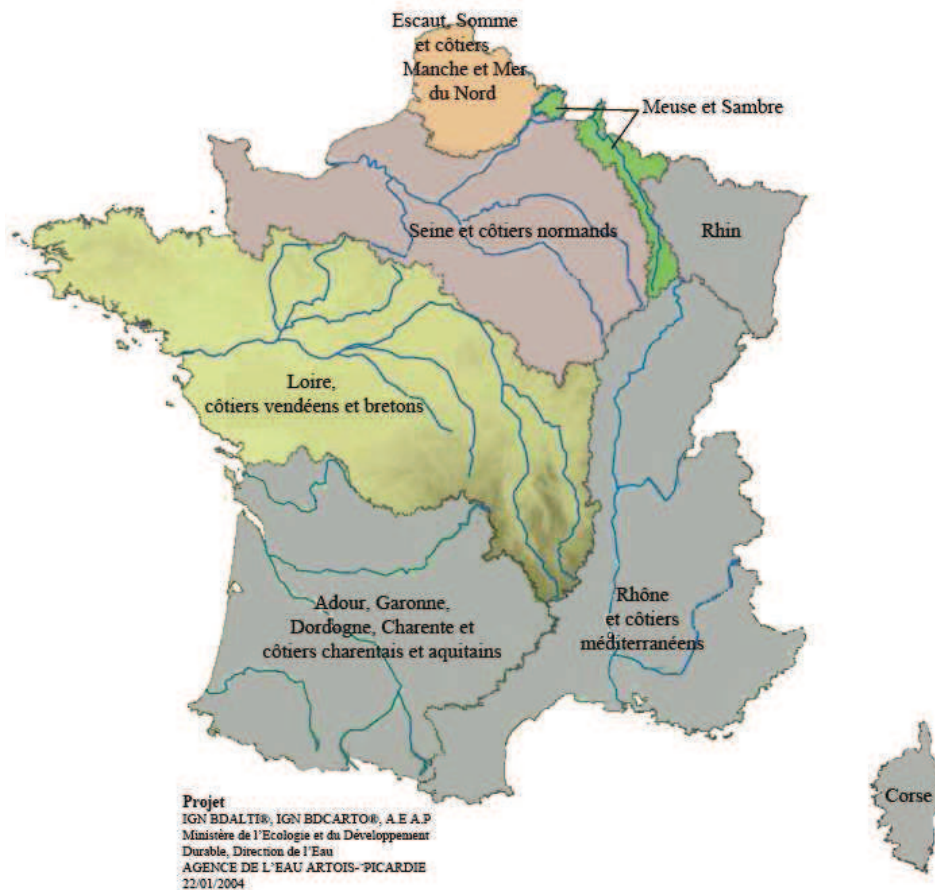 Escaut, Somme
et côtiers
Manche et Mer
du Nord
Meuse et Sambre
Seine et côtiers normands
Rhin
Loire,
côtiers vendéens et bretons
Adour, Garonne,
Dordogne, Charente et
côtiers charentais et aquitains
Rhône
et côtiers
méditerranéens
Corse
Projet
IGN BDALTI®, IGN BDCARTO®, A.E.A.P
Ministère de l'Ecologie et du Développement
Durable, Direction de l'Eau
AGENCE DE L'EAU ARTOIS-PICARDIE
22/01/2004